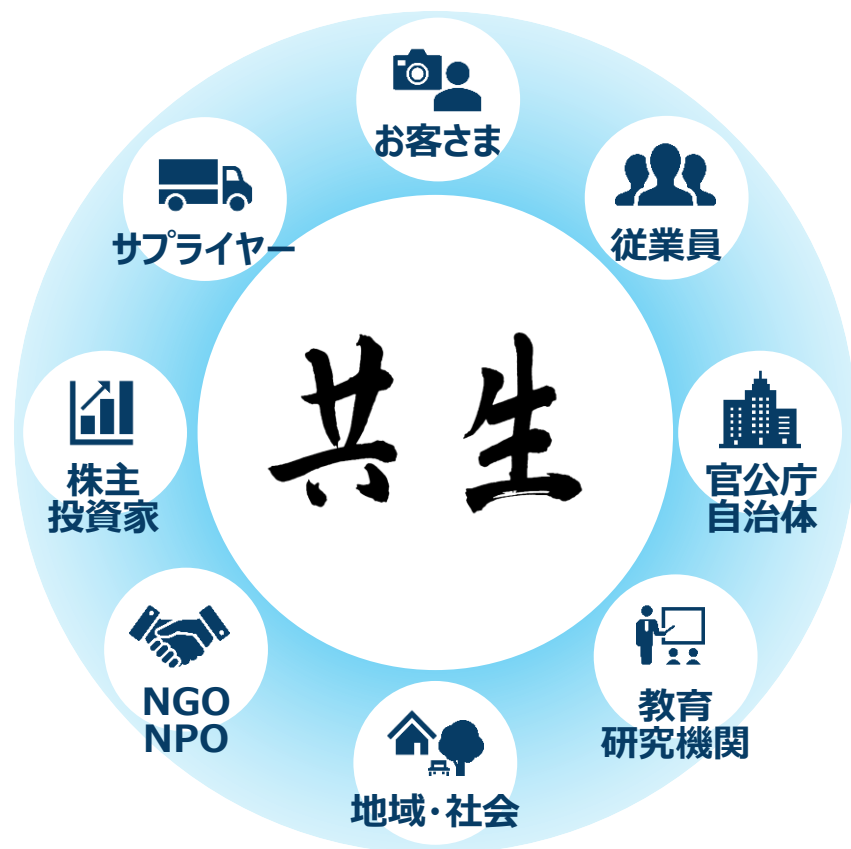 お客さま
従業員
官公庁
自治体
教育
研究機関
地域・社会
NGO
NPO
株主
投資家
サプライヤー
共生